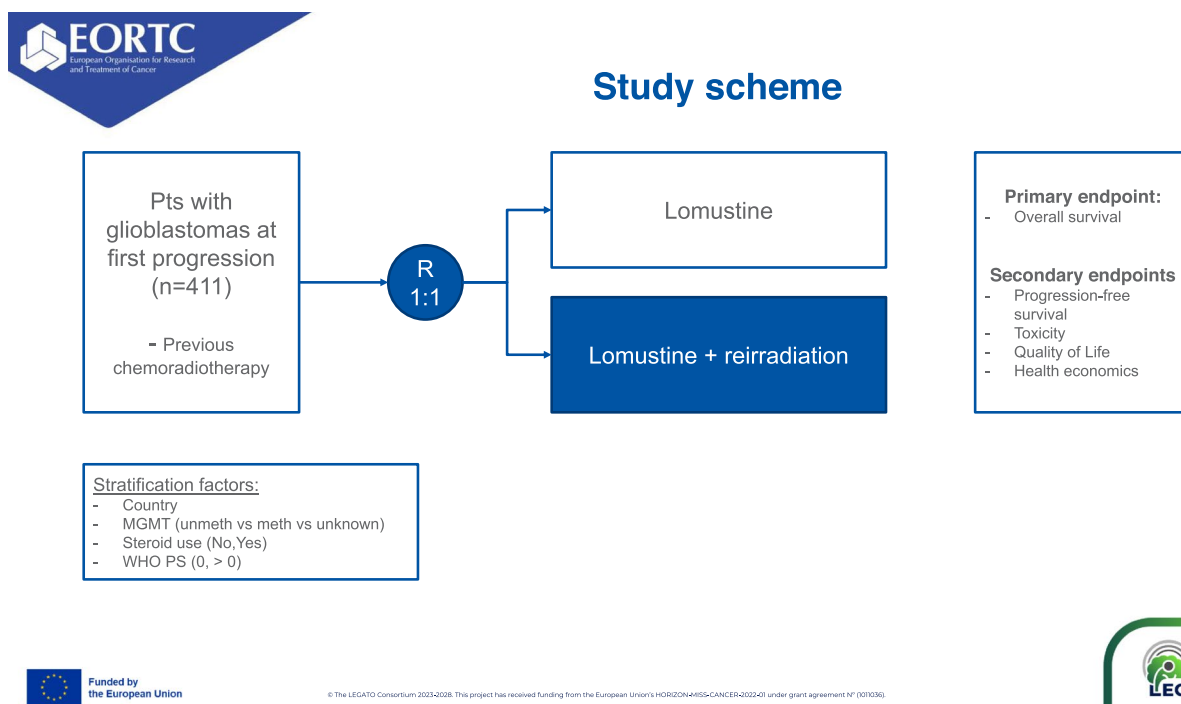 EORTC
European Organisation for Research
and Treatment of Cancer
Study scheme
Pts with
glioblastomas at
first progression
(n=411)
- Previous
chemoradiotherapy
R
1:1
Lomustine
Lomustine + reirradiation
Primary endpoint:
- Overall survival
Secondary endpoints
- Progression-free
survival
- Toxicity
- Quality of Life
- Health economics
Stratification factors:
- Country
- MGMT (unmeth vs meth vs unknown)
- Steroid use (No,Yes)
- WHO PS (0, > 0)
Funded by
the European Union
© The LEGATO Consortium 2023-2028. This project has received funding from the European Union's HORIZON-MISS-CANCER-2022-01 under grant agreement N° (1011036).